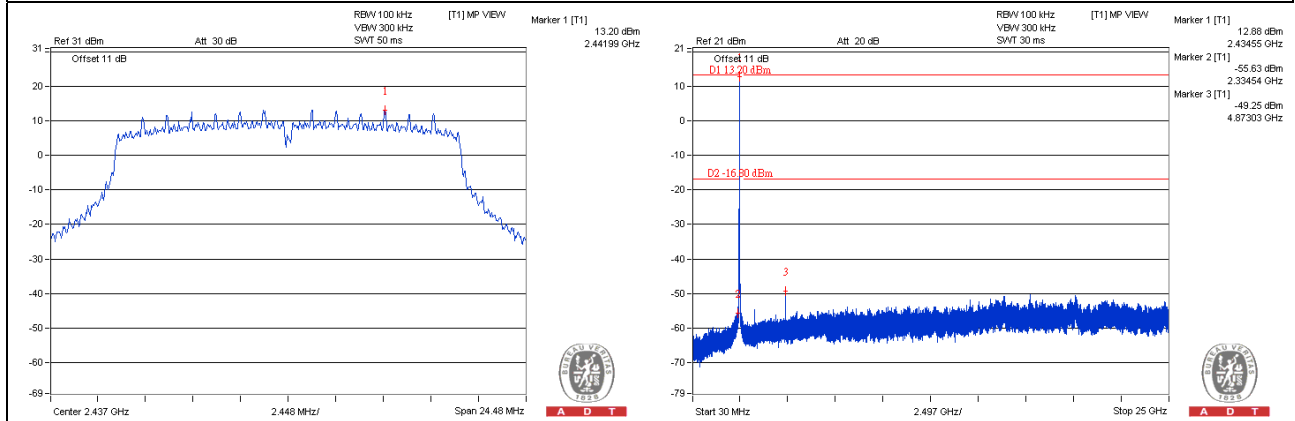 RBW 100 kHz [T1] MP VIEW
VBW 300 kHz
Ref 31 dBm Att 30 dB SWT 50 ms
Marker 1 [T1]
13.20 dBm
2.44199 GHz
31
Offset 11 dB
20
1
10
0
-10
-20
-30
-40
-50
-60
-69
Center 2.437 GHz 2.448 MHz/ Span 24.48 MHz
BUREAU VERITAS
1828
A D T
RBW 100 kHz [T1] MP VIEW
VBW 300 kHz
Ref 21 dBm Att 20 dB SWT 30 ms
Marker 1 [T1]
12.88 dBm
2.43455 GHz
Marker 2 [T1]
-55.63 dBm
2.33454 GHz
Marker 3 [T1]
-49.25 dBm
4.87303 GHz
21
Offset 11 dB
D1 13.20 dBm
10
0
-10
D2 -16.80 dBm
-20
-30
-40
3
-50
2
-60
-70
-79
Start 30 MHz 2.497 GHz/ Stop 25 GHz
BUREAU VERITAS
1828
A D T